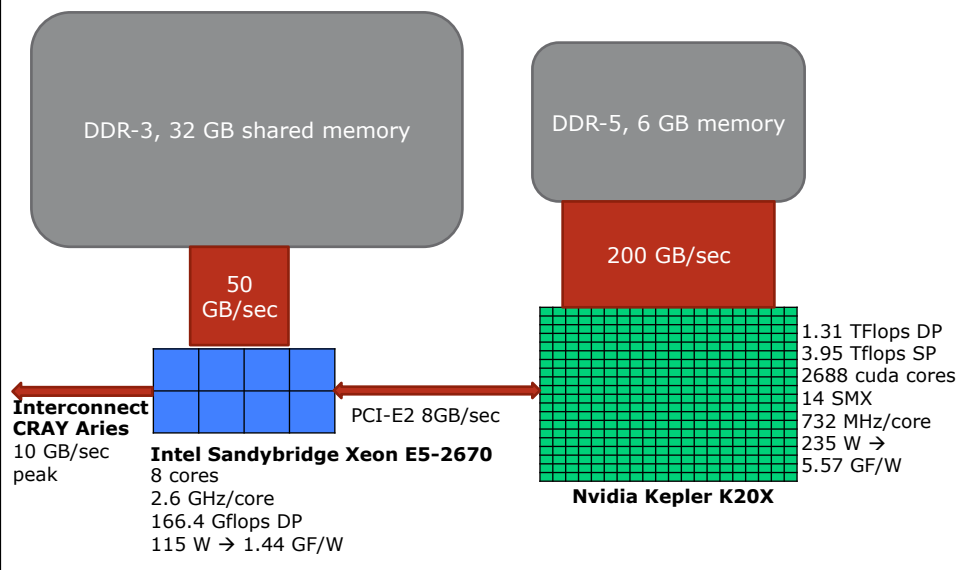 DDR-3, 32 GB shared memory
DDR-5, 6 GB memory
50
GB/sec
200 GB/sec
Interconnect
CRAY Aries
10 GB/sec
peak
PCI-E2 8GB/sec
Intel Sandybridge Xeon E5-2670
8 cores
2.6 GHz/core
166.4 Gflops DP
115 W → 1.44 GF/W
1.31 TFlops DP
3.95 Tflops SP
2688 cuda cores
14 SMX
732 MHz/core
235 W →
5.57 GF/W
Nvidia Kepler K20X